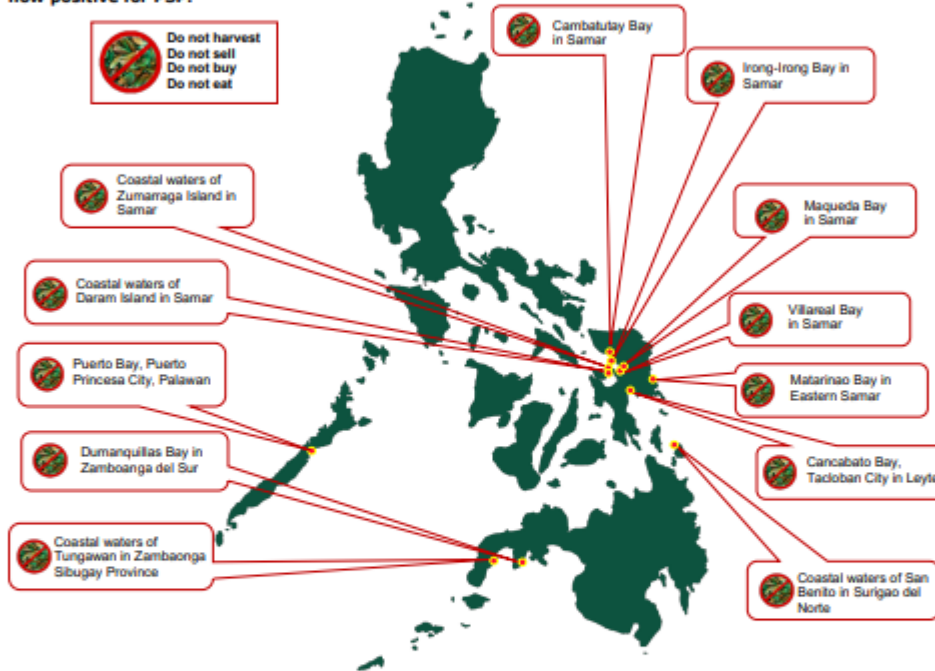 now positive for PSP:
Do not harvest
Do not sell
Do not buy
Do not eat
Cambatutay Bay
in Samar
Irong-Irong Bay in
Samar
Coastal waters of
Zumarraga Island in
Samar
Maqueda Bay
in Samar
Coastal waters of
Daram Island in Samar
Villareal Bay
in Samar
Puerto Bay, Puerto
Princesa City, Palawan
Matarinao Bay in
Eastern Samar
Dumanquillas Bay in
Zamboanga del Sur
Cancabato Bay,
Tacloban City in Leyte
Coastal waters of
Tungawan in Zambaonga
Sibugay Province
Coastal waters of San
Benito in Surigao del
Norte